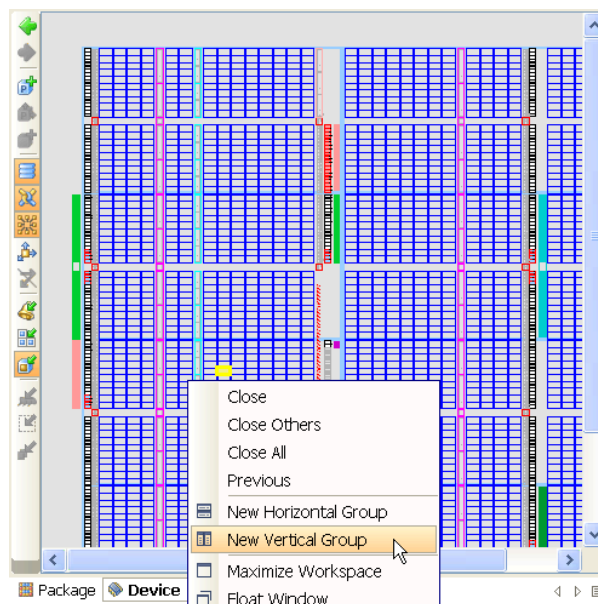 Close
Close Others
Close All
Previous
New Horizontal Group
New Vertical Group
Maximize Workspace
Float Window
Package
Device